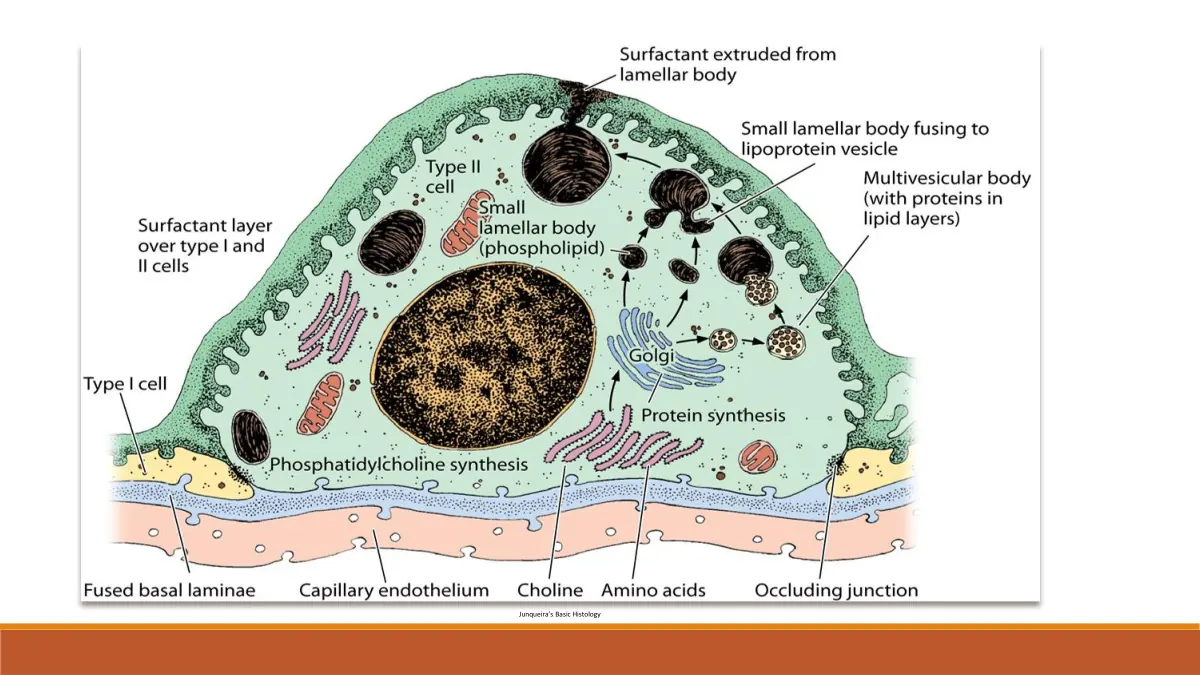 Surfactant extruded from
lamellar body
Small lamellar body fusing to
lipoprotein vesicle
Multivesicular body
(with proteins in
lipid layers)
Type II
cell
Small
lamellar body
(phospholipid)
Surfactant layer
over type I and
II cells
Golgi
Type I cell
Protein synthesis
Phosphatidylcholine synthesis
Fused basal laminae
Capillary endothelium
Choline
Amino acids
Occluding junction
Junqueira's Basic Histology